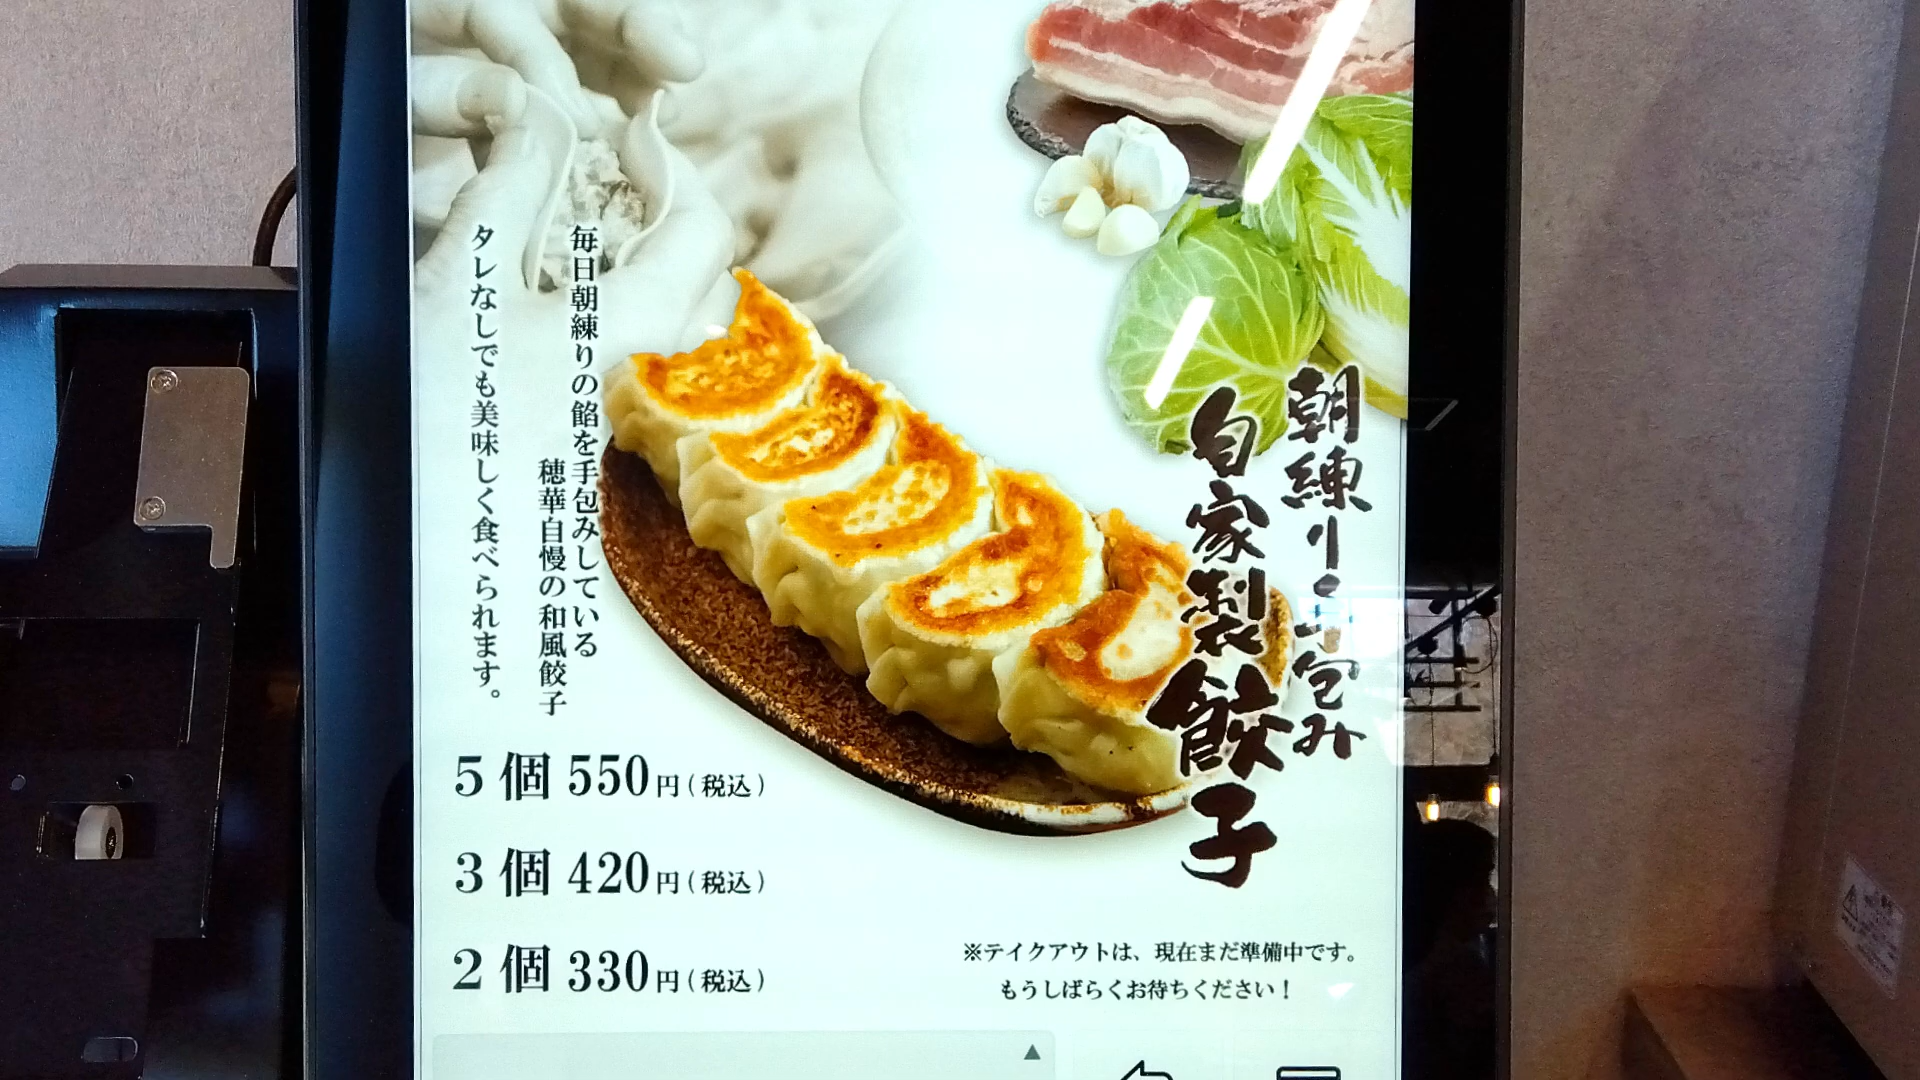 朝練り手包み
自家製餃子
毎日朝練りの餡を手包みしている
穂華自慢の和風餃子
タレなしでも美味しく食べられます。
5個 550円(税込)
3個 420円(税込)
2個 330円(税込)
※テイクアウトは、現在まだ準備中です。
もうしばらくお待ちください！